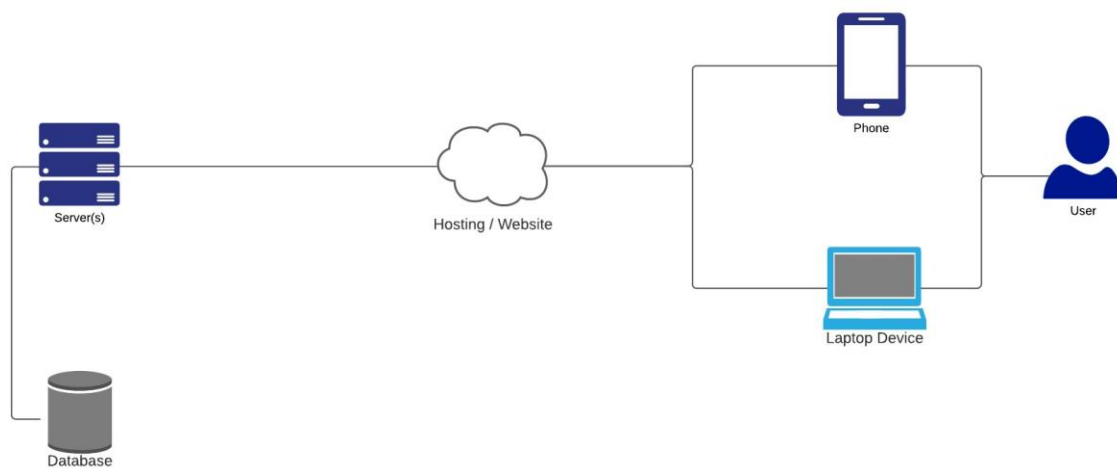 Phone
Server(s)
Hosting / Website
User
Laptop Device
Database